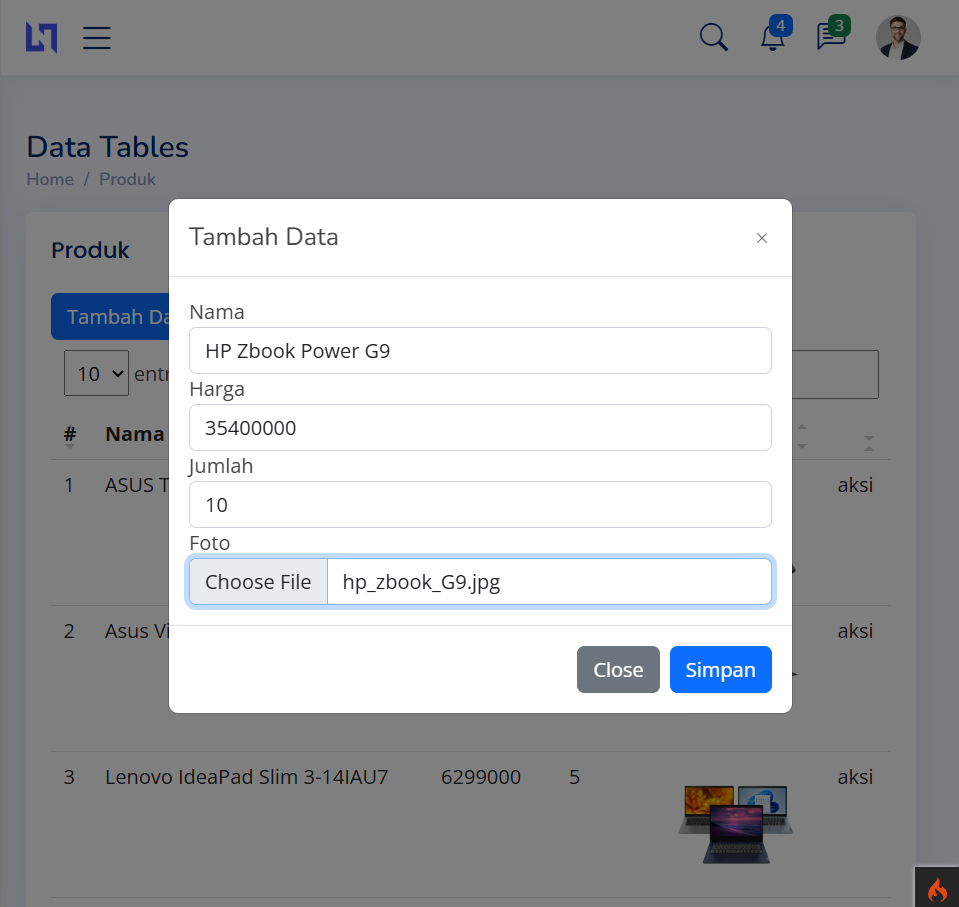 4
3
Data Tables
Home / Produk
Produk
Tambah Da
Tambah Data ×
Nama
HP Zbook Power G9
Harga
35400000
Jumlah
10
Foto
Choose File hp_zbook_G9.jpg
Close Simpan
10 entr
# Nama
1 ASUS T aksi
2 Asus Vi aksi
3 Lenovo IdeaPad Slim 3-14IAU7 6299000 5 aksi